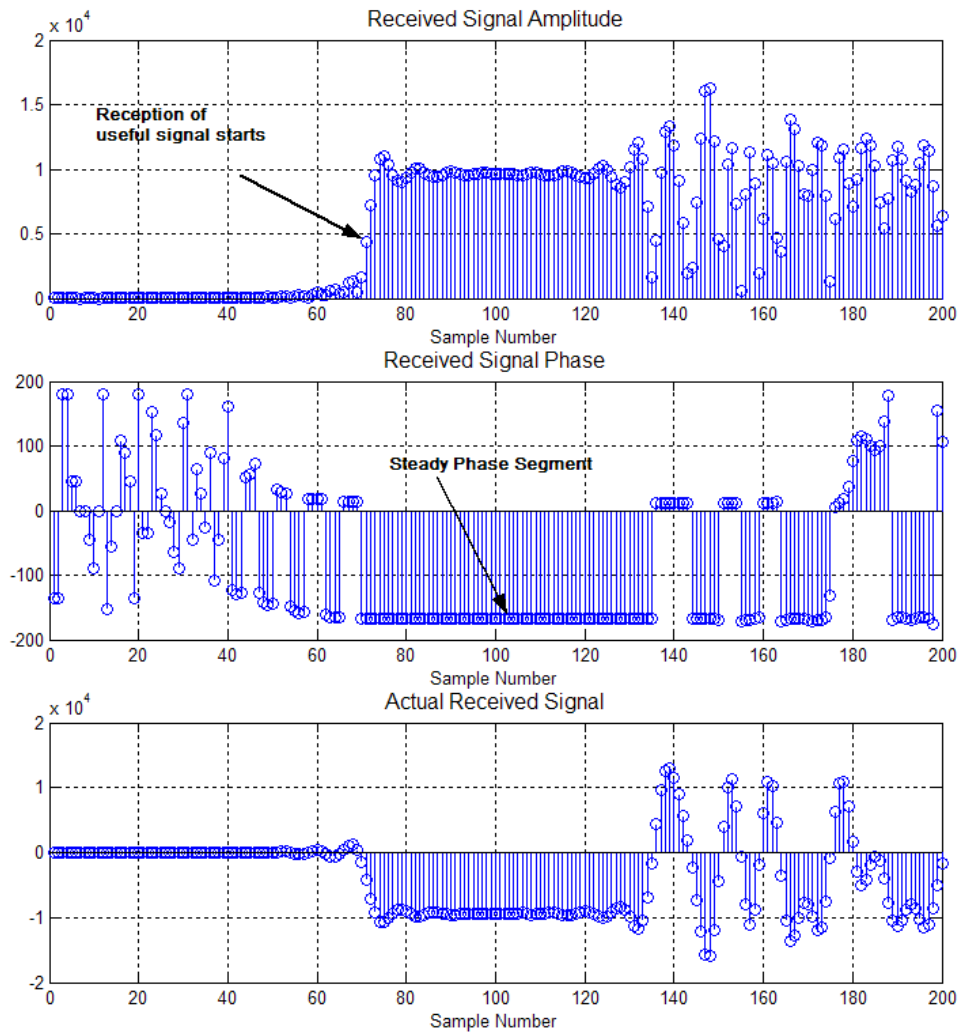 Received Signal Amplitude
x 10^4
2
1.5
1
0.5
0
Reception of
useful signal starts
0 20 40 60 80 100 120 140 160 180 200
Sample Number
Received Signal Phase
200
100
0
-100
-200
Steady Phase Segment
0 20 40 60 80 100 120 140 160 180 200
Sample Number
Actual Received Signal
x 10^4
2
1
0
-1
-2
0 20 40 60 80 100 120 140 160 180 200
Sample Number